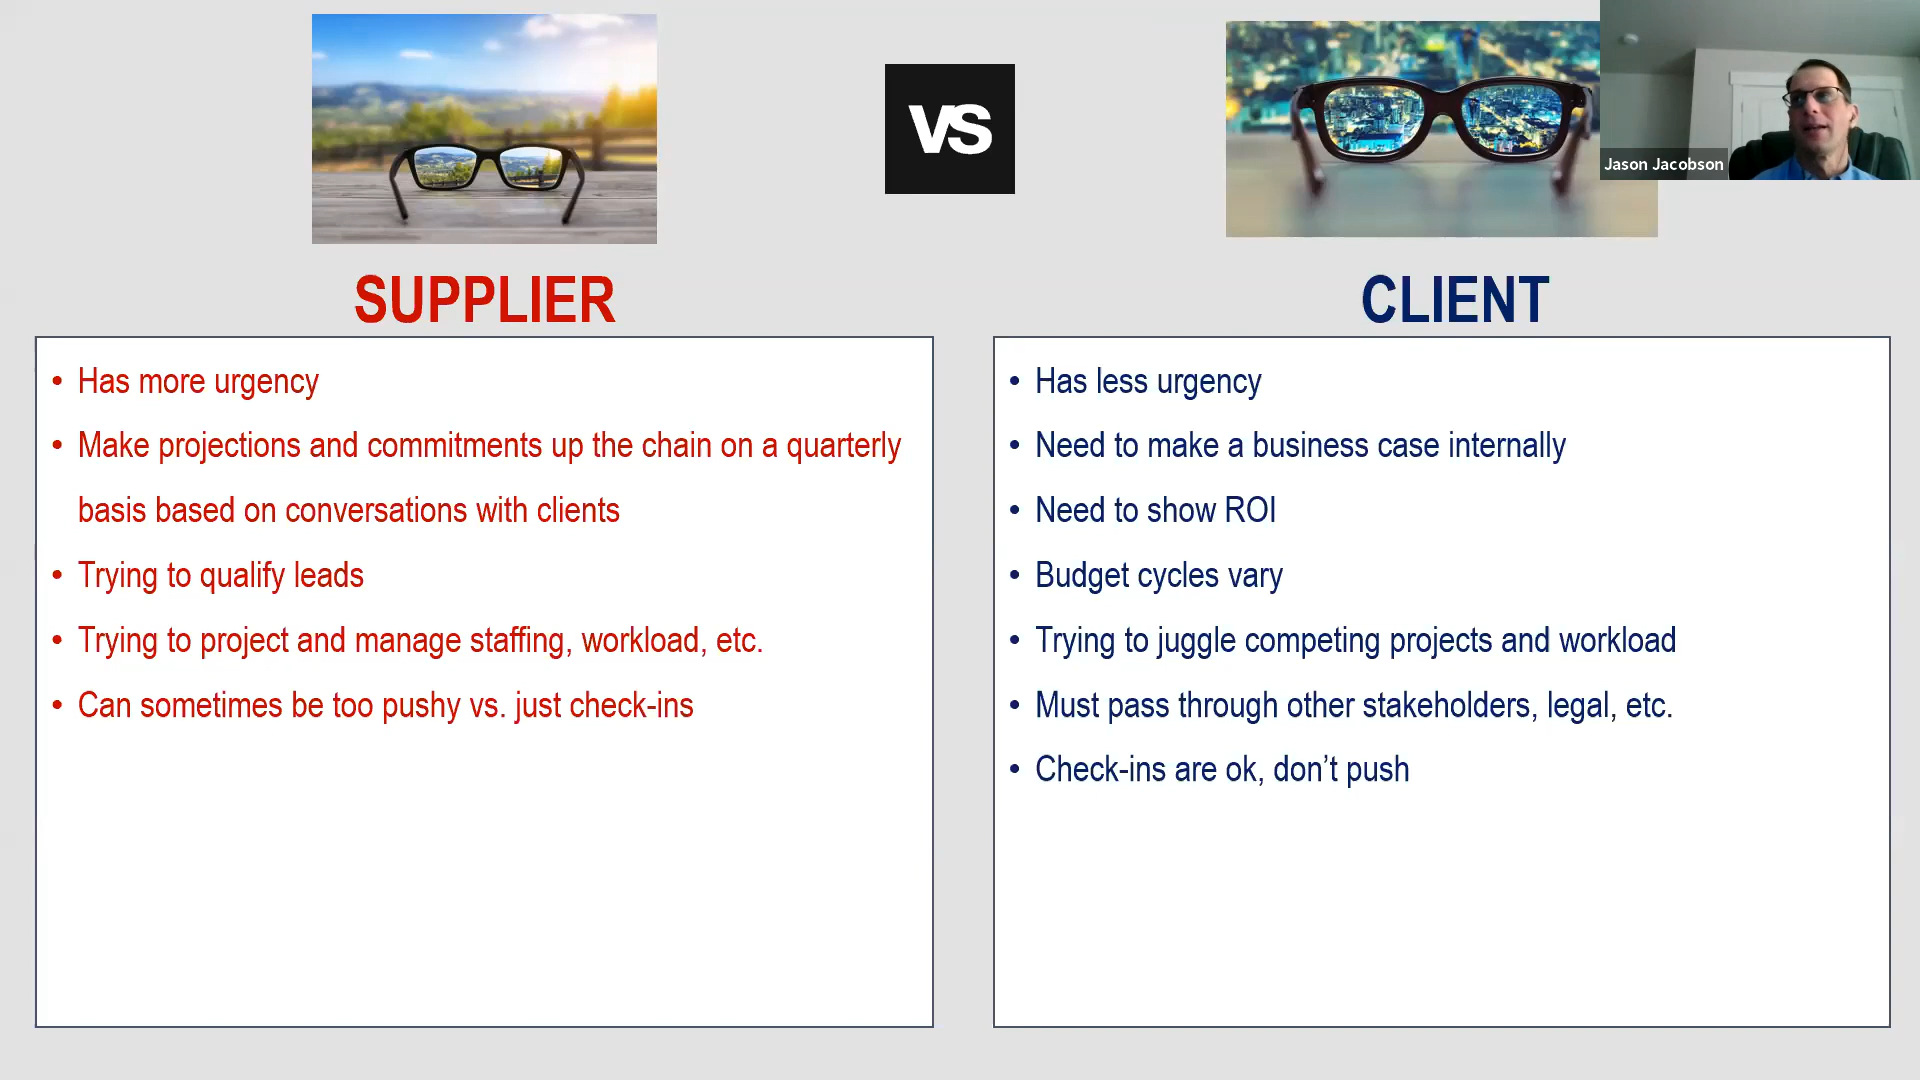 VS
Jason Jacobson
SUPPLIER
• Has more urgency
• Make projections and commitments up the chain on a quarterly
basis based on conversations with clients
• Trying to qualify leads
• Trying to project and manage staffing, workload, etc.
• Can sometimes be too pushy vs. just check-ins
CLIENT
• Has less urgency
• Need to make a business case internally
• Need to show ROI
• Budget cycles vary
• Trying to juggle competing projects and workload
• Must pass through other stakeholders, legal, etc.
• Check-ins are ok, don’t push